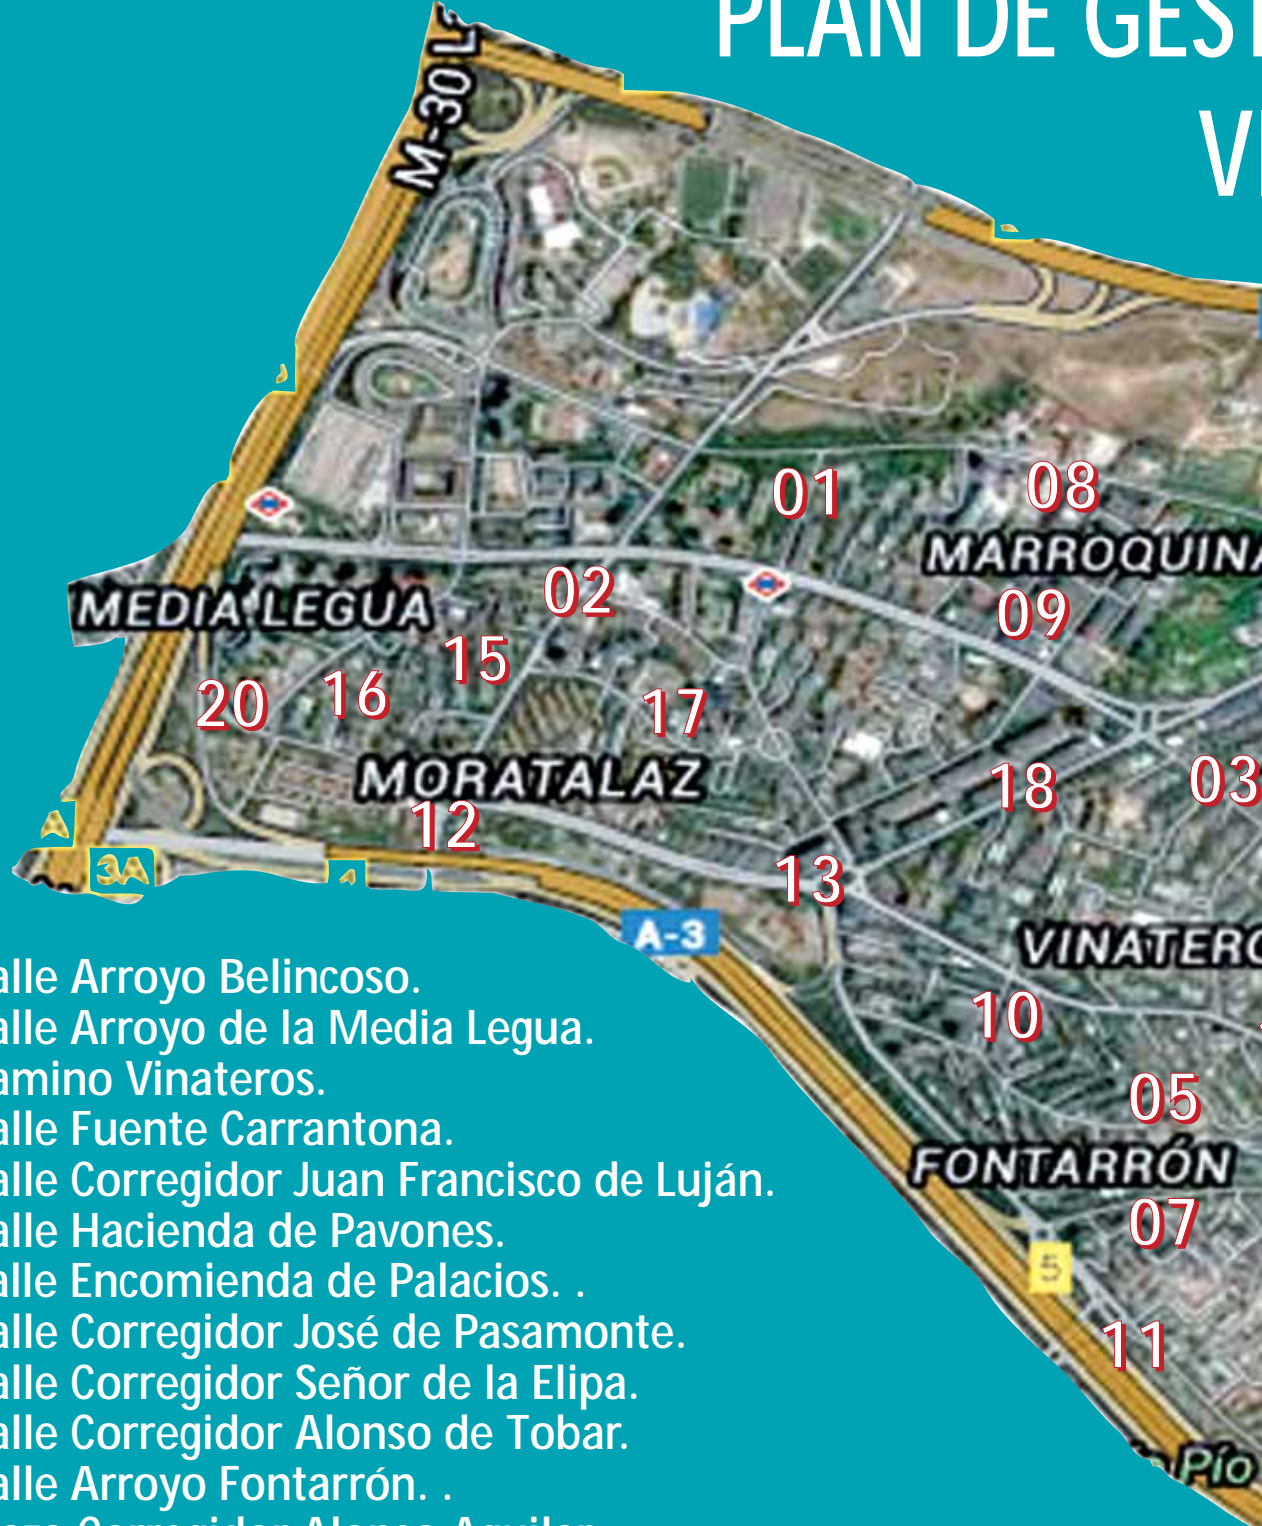 PLAN DE GEST
V
M-30
01
08
MARROQUINA
02
09
MEDIA LEGUA
15
20
16
17
MORATALAZ
18
03
12
13
3A
A-3
VINATERO
10
05
FONTARRÓN
07
5
11
Pío
alle Arroyo Belincoso.
alle Arroyo de la Media Legua.
amino Vinateros.
alle Fuente Carrantona.
alle Corregidor Juan Francisco de Luján.
alle Hacienda de Pavones.
alle Encomienda de Palacios. .
alle Corregidor José de Pasamonte.
alle Corregidor Señor de la Elipa.
alle Corregidor Alonso de Tobar.
alle Arroyo Fontarrón. .
Corregidor Alonso Aguilar